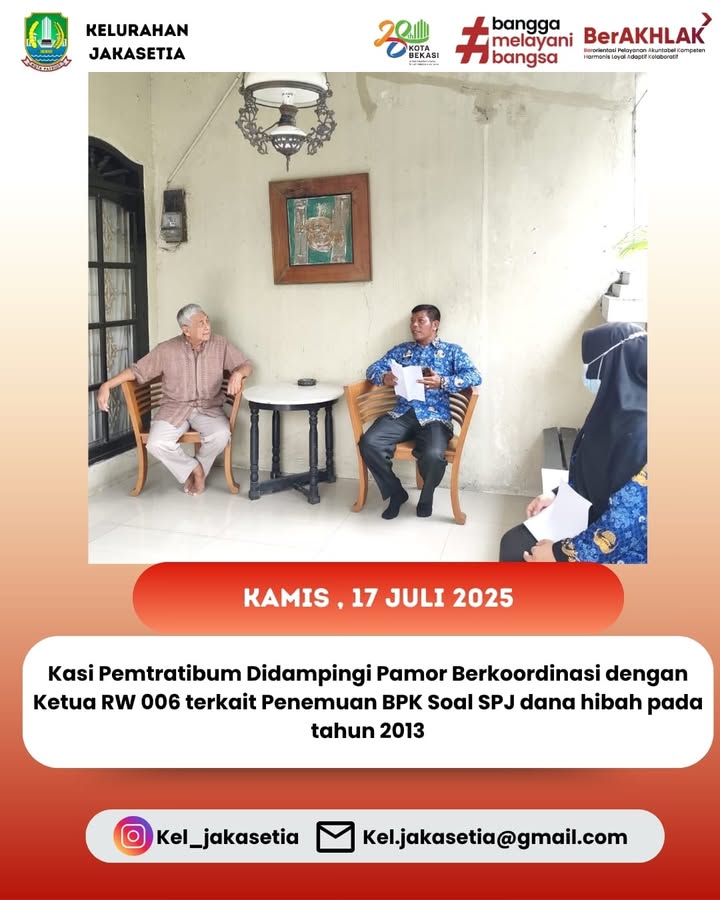 KELURAHAN
JAKASETIA
KOTA
BEKASI
#bangga
melayani
bangsa
BerAKHLAK
Berorientasi Pelayanan Akuntabel Kompeten
Harmonis Loyal Adaptif Kolaboratif
KAMIS , 17 JULI 2025
Kasi Pemtratibum Didampingi Pamor Berkoordinasi dengan
Ketua RW 006 terkait Penemuan BPK Soal SPJ dana hibah pada
tahun 2013
Kel_jakasetia
Kel.jakasetia@gmail.com